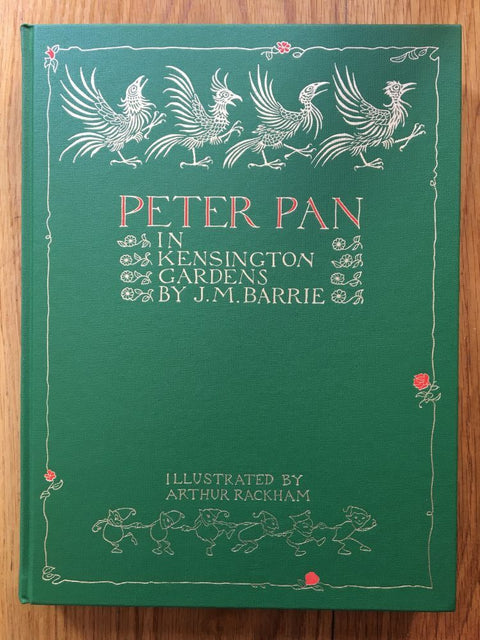 PETER PAN
IN
KENSINGTON
GARDENS
BY J.M. BARRIE
ILLUSTRATED BY
ARTHUR RACKHAM